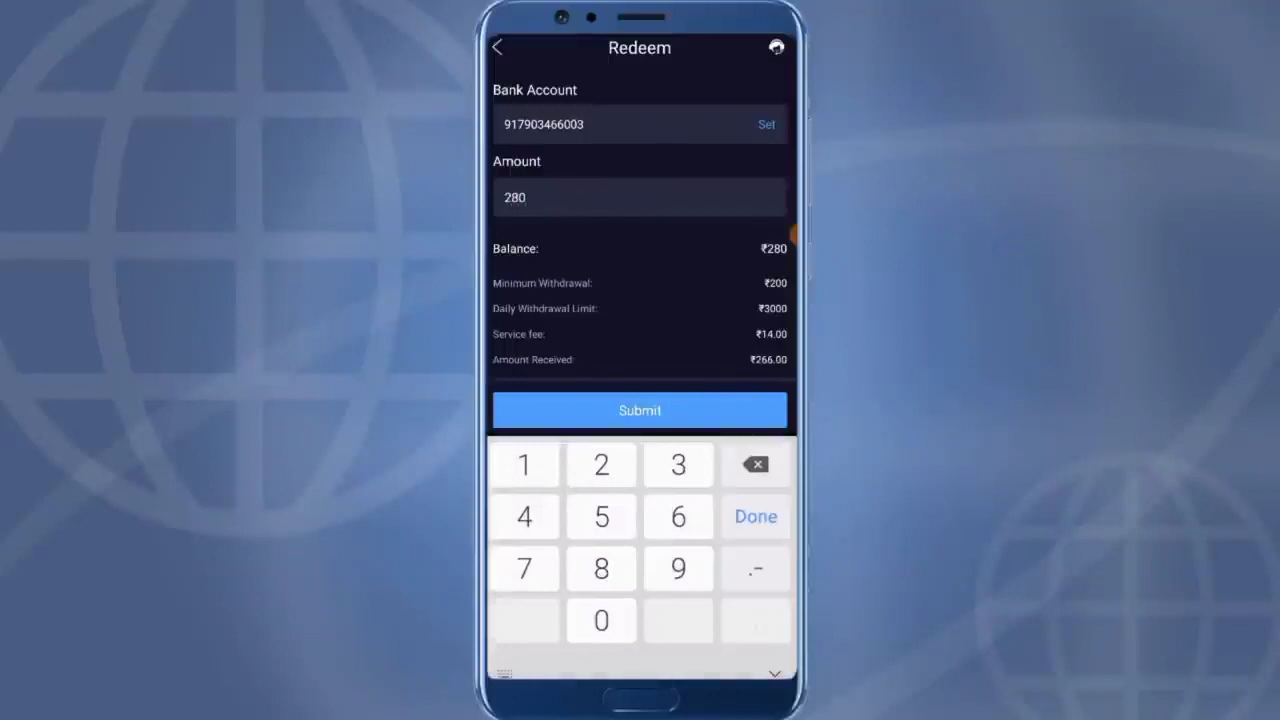 Redeem
Bank Account
917903466003 Set
Amount
280
Balance: ₹280
Minimum Withdrawal: ₹200
Daily Withdrawal Limit: ₹3000
Service fee: ₹14.00
Amount Received: ₹266.00
Submit
1 2 3
4 5 6 Done
7 8 9 .-
0